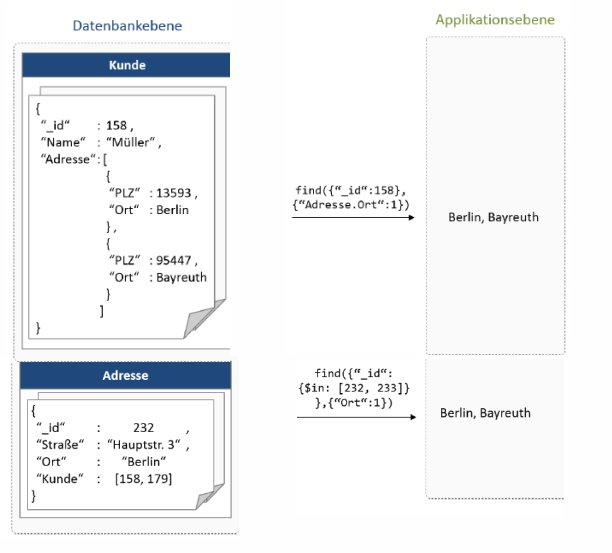 Datenbankebene
Applikationsebene
Kunde
{
“_id“ : 158 ,
“Name“ : “Müller“ ,
“Adresse“ : [
{
“PLZ“ : 13593 ,
“Ort“ : Berlin
} ,
{
“PLZ“ : 95447 ,
“Ort“ : Bayreuth
}
]
}
find({“_id“:158},
{“Adresse.Ort“:1})
Berlin, Bayreuth
Adresse
{
“_id“ : 232 ,
“Straße“ : “Hauptstr. 3“ ,
“Ort“ : “Berlin“
“Kunde“ : [158, 179]
}
find({“_id“:
{$in: [232, 233]}
},{“Ort“:1})
Berlin, Bayreuth